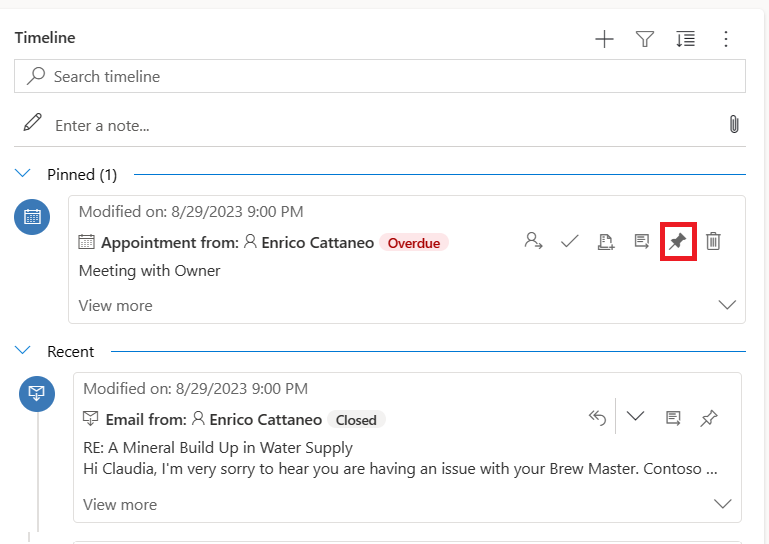 Timeline
Search timeline
Enter a note...
Pinned (1)
Modified on: 8/29/2023 9:00 PM
Appointment from: Enrico Cattaneo Overdue
Meeting with Owner
View more
Recent
Modified on: 8/29/2023 9:00 PM
Email from: Enrico Cattaneo Closed
RE: A Mineral Build Up in Water Supply
Hi Claudia, I'm very sorry to hear you are having an issue with your Brew Master. Contoso ...
View more